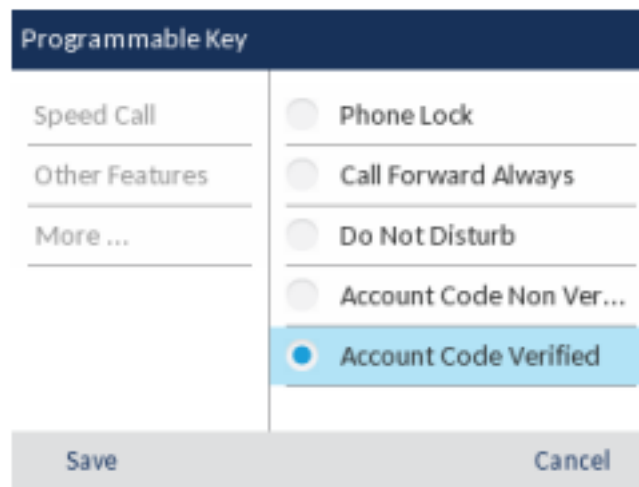 Programmable Key
Speed Call
Other Features
More ...
Phone Lock
Call Forward Always
Do Not Disturb
Account Code Non Ver...
Account Code Verified
Save
Cancel